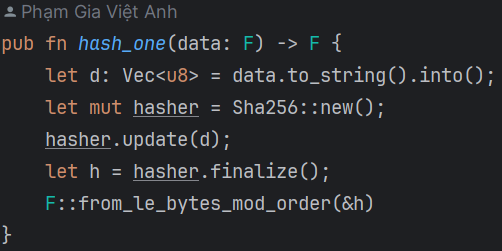 Phạm Gia Việt Anh
pub fn hash_one(data: F) -> F {
    let d: Vec<u8> = data.to_string().into();
    let mut hasher = Sha256::new();
    hasher.update(d);
    let h = hasher.finalize();
    F::from_le_bytes_mod_order(&h)
}